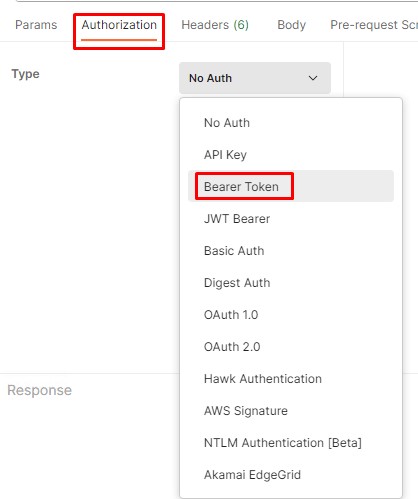 Params Authorization Headers (6) Body Pre-request Scr
Type No Auth
No Auth
API Key
Bearer Token
JWT Bearer
Basic Auth
Digest Auth
OAuth 1.0
OAuth 2.0
Hawk Authentication
AWS Signature
NTLM Authentication [Beta]
Akamai EdgeGrid
Response